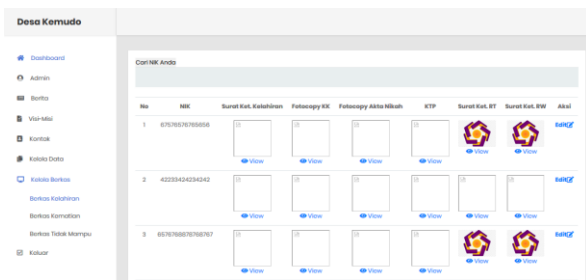 Desa Kemudo
Dashboard
Admin
Berita
Visi-Misi
Kontak
Kelola Data
Kelola Berkas
Berkas Kelahiran
Berkas Kematian
Berkas Tidak Mampu
Keluar
Cari NIK Anda
No NIK Surat Ket. Kelahiran Fotocopy KK Fotocopy Akta Nikah KTP Surat Ket. RT Surat Ket. RW Aksi
1 67576576765656 View View View View View View Edit
2 42233424234242 View View View View View View Edit
3 6576768876768767 View View View View View View Edit